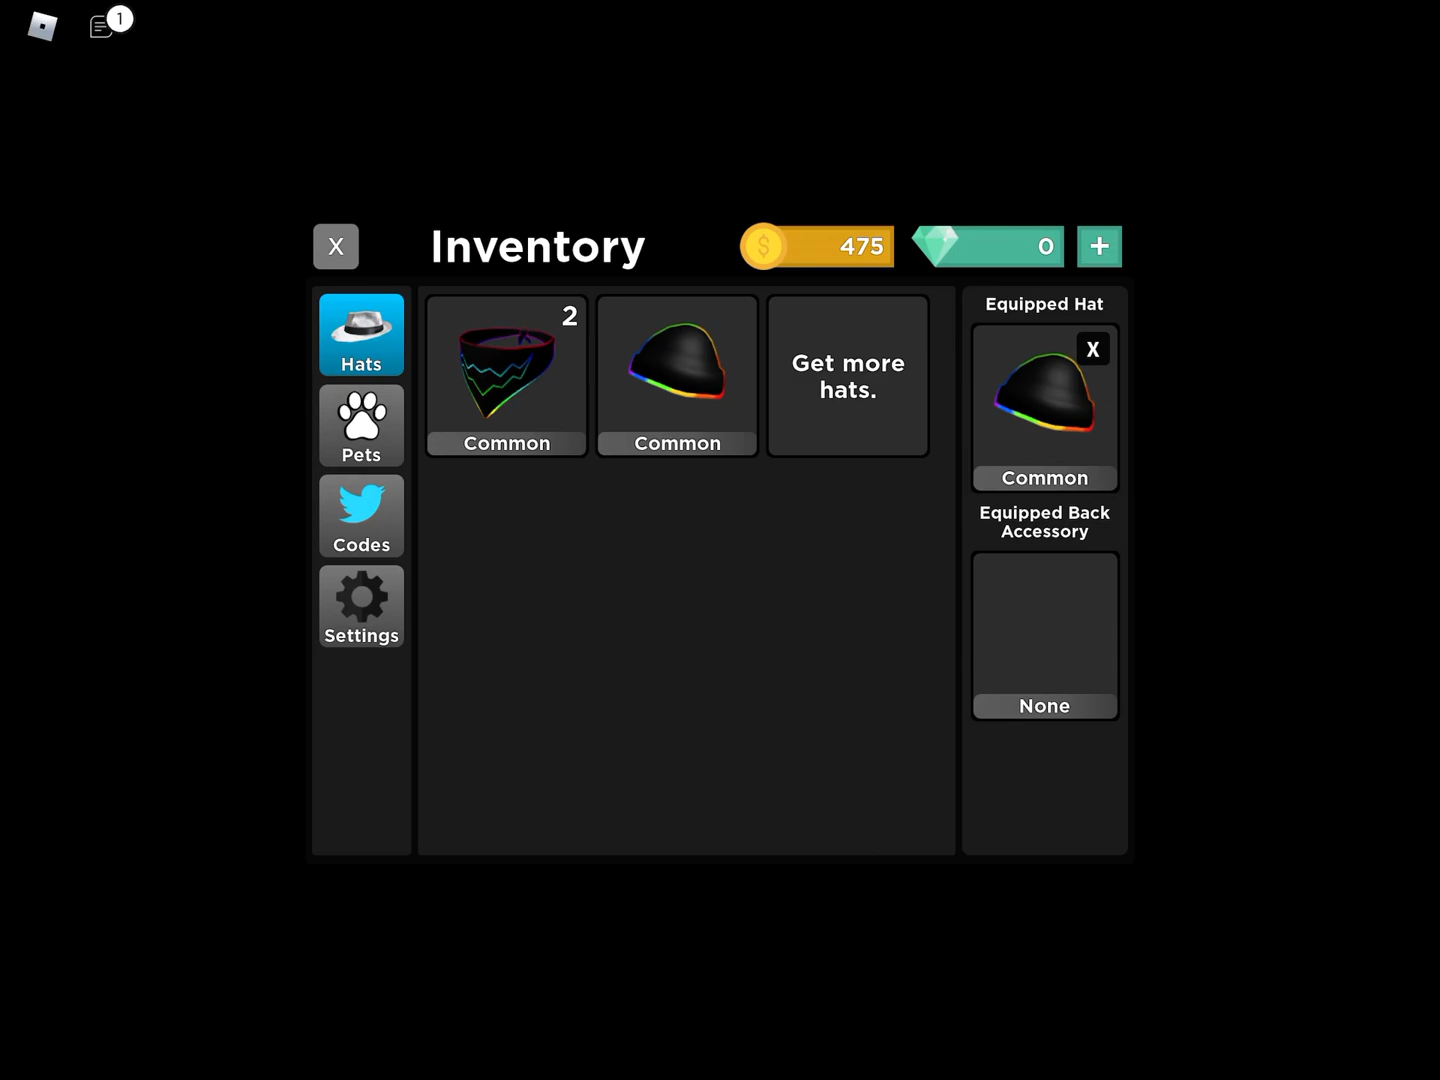 1
X
Inventory
475
0
+
Hats
Pets
Codes
Settings
2
Common
Common
Get more
hats.
Equipped Hat
X
Common
Equipped Back
Accessory
None